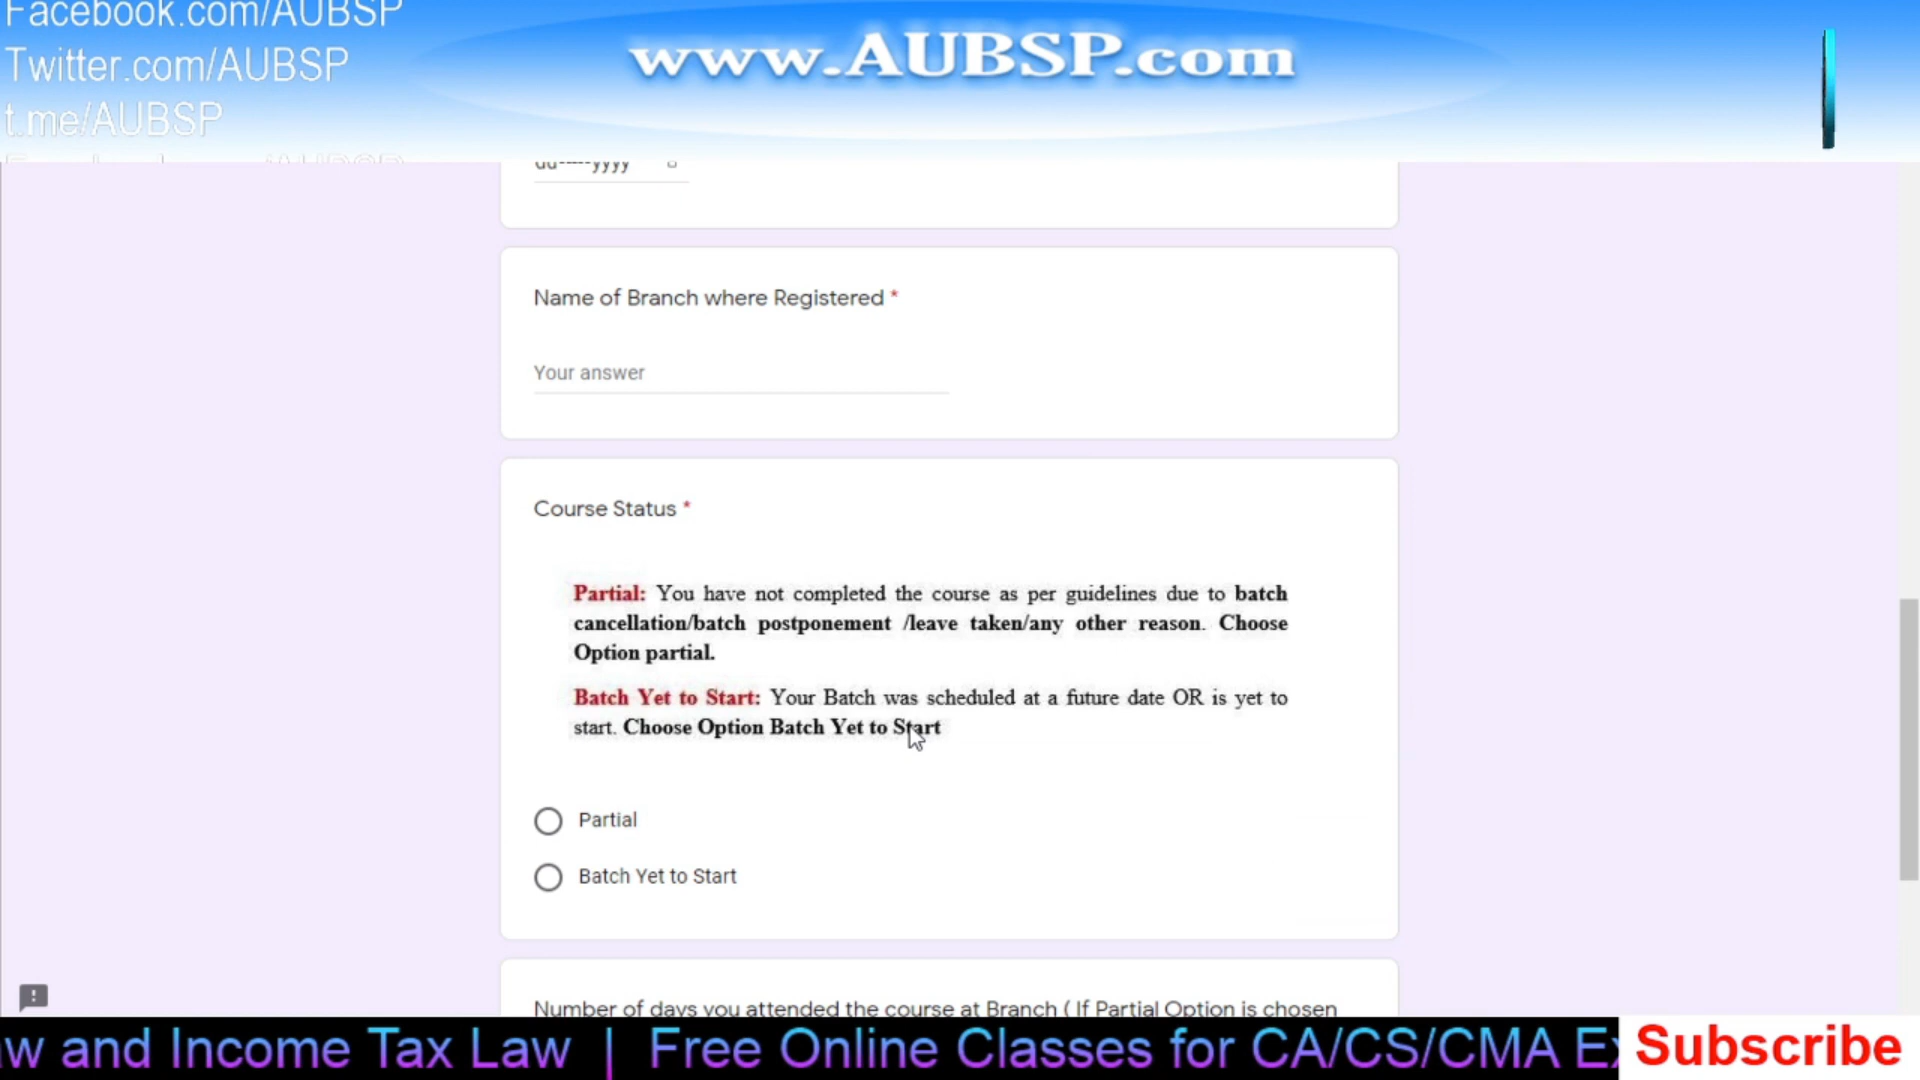 Facebook.com/AUBSP
Twitter.com/AUBSP
t.me/AUBSP
www.AUBSP.com
Name of Branch where Registered *
Your answer
Course Status *
Partial: You have not completed the course as per guidelines due to batch
cancellation/batch postponement /leave taken/any other reason. Choose
Option partial.
Batch Yet to Start: Your Batch was scheduled at a future date OR is yet to
start. Choose Option Batch Yet to Start
Partial
Batch Yet to Start
Number of days you attended the course at Branch ( If Partial Option is chosen
aw and Income Tax Law | Free Online Classes for CA/CS/CMA Ex
Subscribe